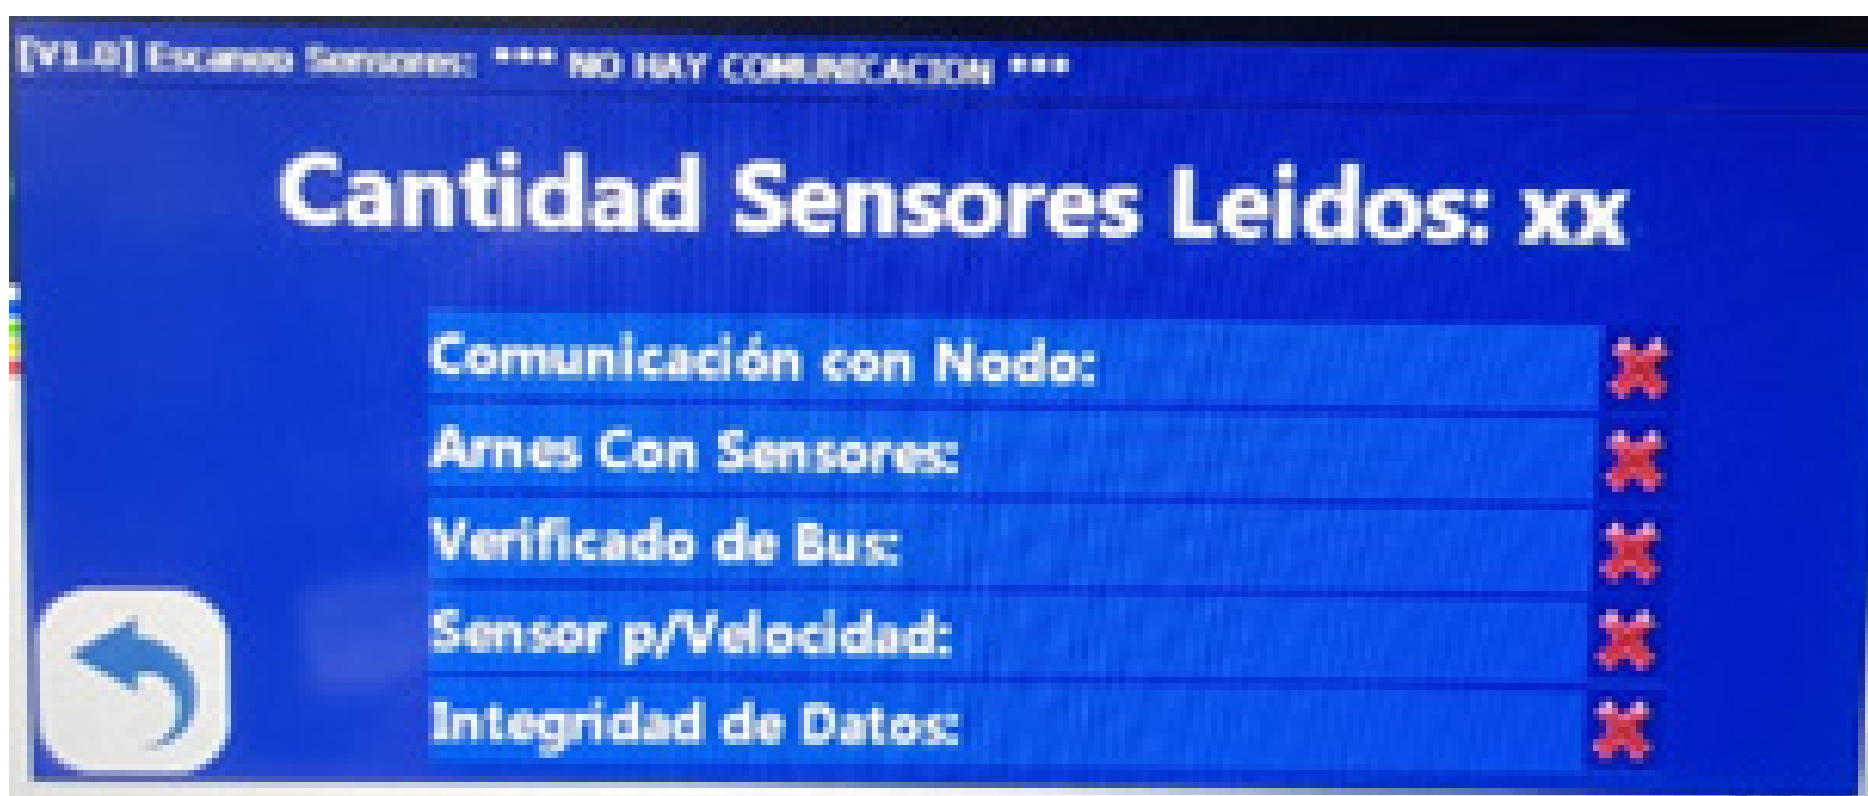 [V1.0] Escaneo Sensores: *** NO HAY COMUNICACION ***
Cantidad Sensores Leidos: xx
Comunicación con Nodo:
Arnes Con Sensores:
Verificado de Bus:
Sensor p/Velocidad:
Integridad de Datos: